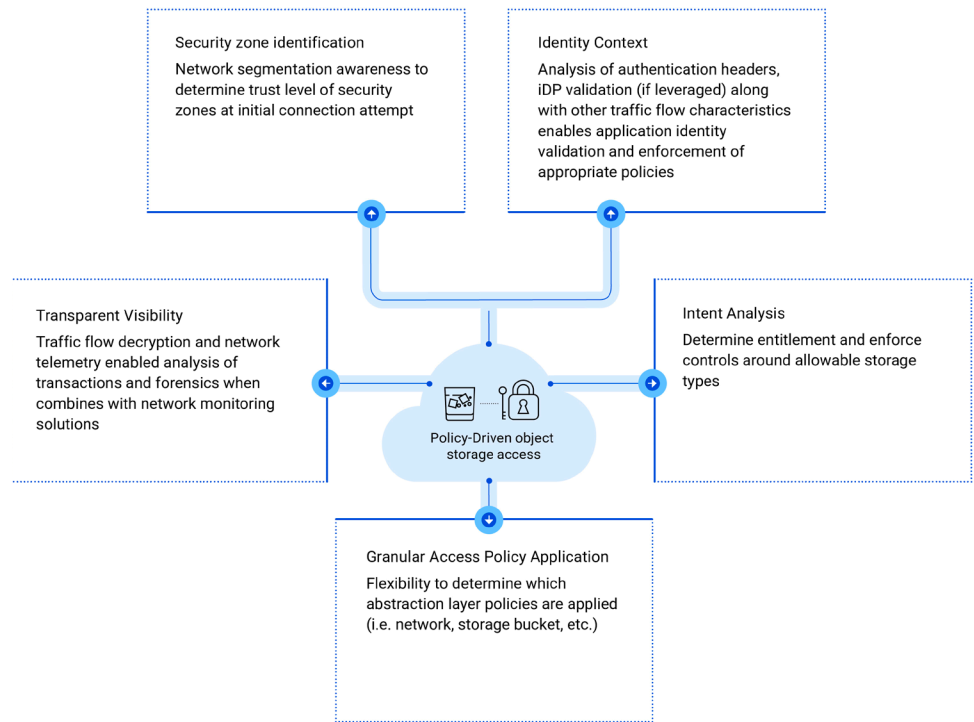 Security zone identification
Network segmentation awareness to
determine trust level of security
zones at initial connection attempt
Identity Context
Analysis of authentication headers,
iDP validation (if leveraged) along
with other traffic flow characteristics
enables application identity
validation and enforcement of
appropriate policies
Transparent Visibility
Traffic flow decryption and network
telemetry enabled analysis of
transactions and forensics when
combines with network monitoring
solutions
Intent Analysis
Determine entitlement and enforce
controls around allowable storage
types
Policy-Driven object
storage access
Granular Access Policy Application
Flexibility to determine which
abstraction layer policies are applied
(i.e. network, storage bucket, etc.)